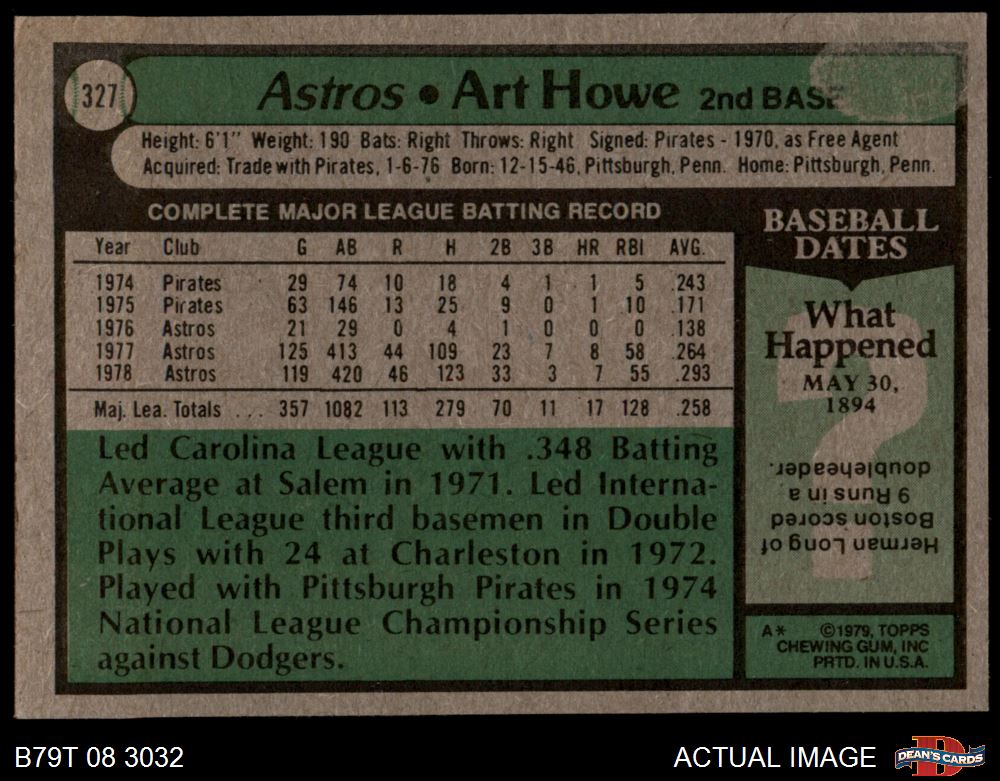 327
Astros • Art Howe 2nd BASE
Height: 6'1" Weight: 190 Bats: Right Throws: Right Signed: Pirates - 1970, as Free Agent
Acquired: Trade with Pirates, 1-6-76 Born: 12-15-46, Pittsburgh, Penn. Home: Pittsburgh, Penn.
COMPLETE MAJOR LEAGUE BATTING RECORD
Year Club G AB R H 2B 3B HR RBI AVG.
1974 Pirates 29 74 10 18 4 1 1 5 .243
1975 Pirates 63 146 13 25 9 0 1 10 .171
1976 Astros 21 29 0 4 1 0 0 0 .138
1977 Astros 125 413 44 109 23 7 8 58 .264
1978 Astros 119 420 46 123 33 3 7 55 .293
Maj. Lea. Totals ... 357 1082 113 279 70 11 17 128 .258
Led Carolina League with .348 Batting
Average at Salem in 1971. Led Interna-
tional League third basemen in Double
Plays with 24 at Charleston in 1972.
Played with Pittsburgh Pirates in 1974
National League Championship Series
against Dodgers.
BASEBALL
DATES
What
Happened
MAY 30,
1894
?
Herman Long of
Boston scored
9 Runs in a
doubleheader.
A* ©1979, TOPPS
CHEWING GUM, INC
PRTD. IN U.S.A.
B79T 08 3032
ACTUAL IMAGE
D
DEAN'S CARDS